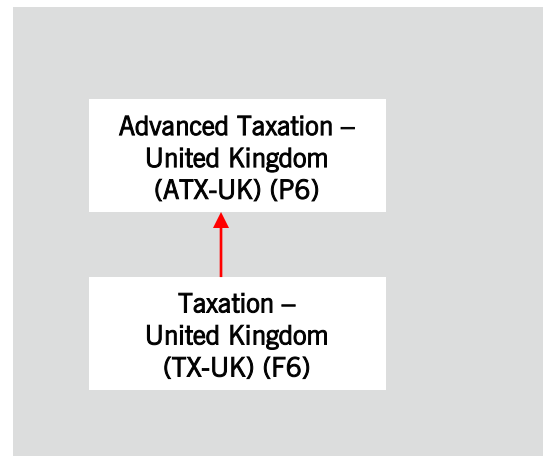 Advanced Taxation –
United Kingdom
(ATX-UK) (P6)
Taxation –
United Kingdom
(TX-UK) (F6)